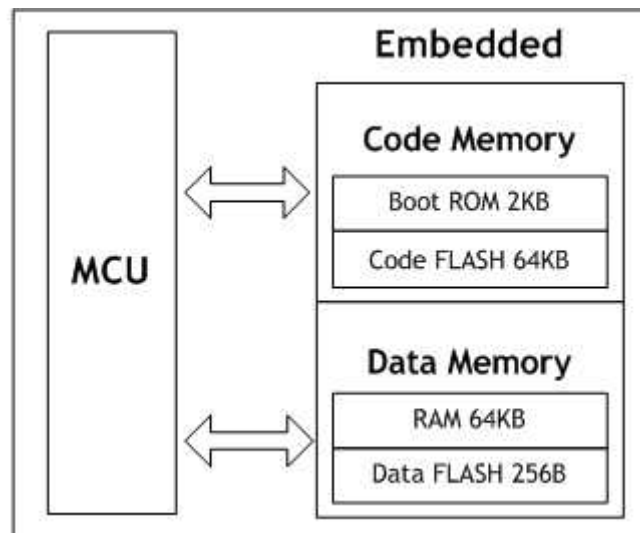 Embedded
MCU
Code Memory
Boot ROM 2KB
Code FLASH 64KB
Data Memory
RAM 64KB
Data FLASH 256B